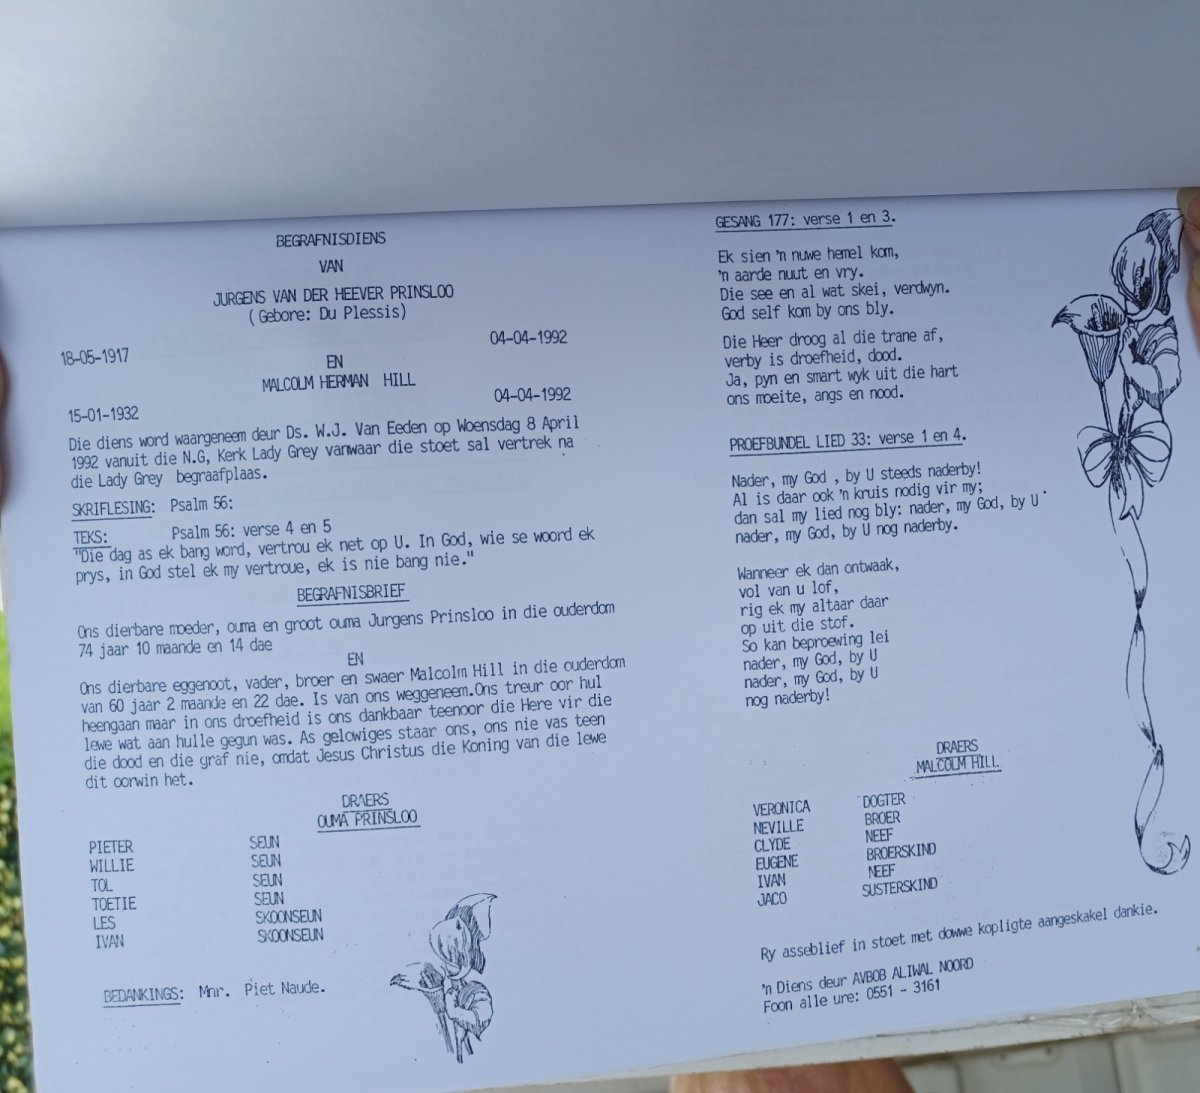 BEGRAFNISDIENS
VAN
JURGENS VAN DER HEEVER PRINSLOO
( Gebore: Du Plessis)
18-05-1917 04-04-1992
EN
MALCOLM HERMAN HILL
15-01-1932 04-04-1992
Die diens word waargeneem deur Ds. W.J. Van Eeden op Woensdag 8 April
1992 vanuit die N.G, Kerk Lady Grey vanwaar die stoet sal vertrek na
die Lady Grey begraafplaas.
SKRIFLESING: Psalm 56:
TEKS: Psalm 56: verse 4 en 5
"Die dag as ek bang word, vertrou ek net op U. In God, wie se woord ek
prys, in God stel ek my vertroue, ek is nie bang nie."
BEGRAFNISBRIEF
Ons dierbare moeder, ouma en groot ouma Jurgens Prinsloo in die ouderdom
74 jaar 10 maande en 14 dae
EN
Ons dierbare eggenoot, vader, broer en swaer Malcolm Hill in die ouderdom
van 60 jaar 2 maande en 22 dae. Is van ons weggeneem.Ons treur oor hul
heengaan maar in ons droefheid is ons dankbaar teenoor die Here vir die
lewe wat aan hulle gegun was. As gelowiges staar ons, ons nie vas teen
die dood en die graf nie, omdat Jesus Christus die Koning van die lewe
dit oorwin het.
DRAERS
OUMA PRINSLOO
PIETER SEUN
WILLIE SEUN
TOL SEUN
TOETIE SEUN
LES SKOONSEUN
IVAN SKOONSEUN
BEDANKINGS: Mnr. Piet Naude.
GESANG 177: verse 1 en 3.
Ek sien 'n nuwe hemel kom,
'n aarde nuut en vry.
Die see en al wat skei, verdwyn.
God self kom by ons bly.
Die Heer droog al die trane af,
verby is droefheid, dood.
Ja, pyn en smart wyk uit die hart
ons moeite, angs en nood.
PROEFBUNDEL LIED 33: verse 1 en 4.
Nader, my God , by U steeds naderby!
Al is daar ook 'n kruis nodig vir my;
dan sal my lied nog bly: nader, my God, by U
nader, my God, by U nog naderby.
Wanneer ek dan ontwaak,
vol van u lof,
rig ek my altaar daar
op uit die stof.
So kan beproewing lei
nader, my God, by U
nader, my God, by U
nog naderby!
DRAERS
MALCOLM HILL
VERONICA DOGTER
NEVILLE BROER
CLYDE NEEF
EUGENE BROERSKIND
IVAN NEEF
JACO SUSTERSKIND
Ry asseblief in stoet met dowwe kopligte aangeskakel dankie.
'n Diens deur AVBOB ALIWAL NOORD
Foon alle ure: 0551 - 3161